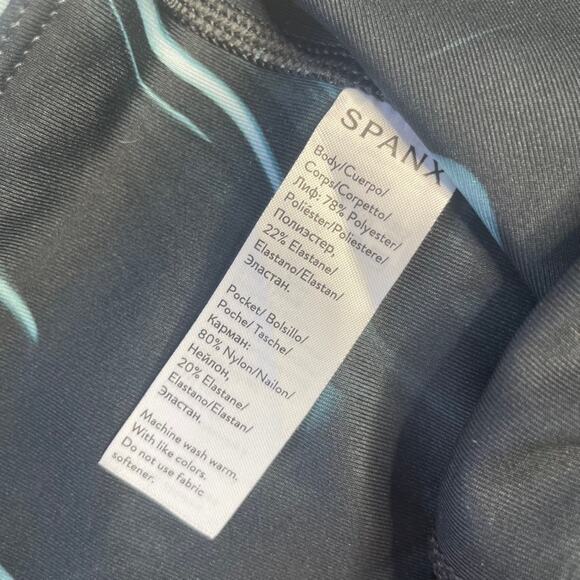 SPANX
Body/Cuerpo/
Corps/Corpetto/
Лиф: 78% Polyester/
Poliéster/Poliestere/
Полиэстер,
22% Elastane/
Elastano/Elastan/
Эластан.
Pocket/ Bolsillo/
Poche/ Tasche/
Карман:
80% Nylon/Nailon/
Нейлон,
20% Elastane/
Elastano/Elastan/
Эластан.
Machine wash warm.
With like colors.
Do not use fabric
softener.